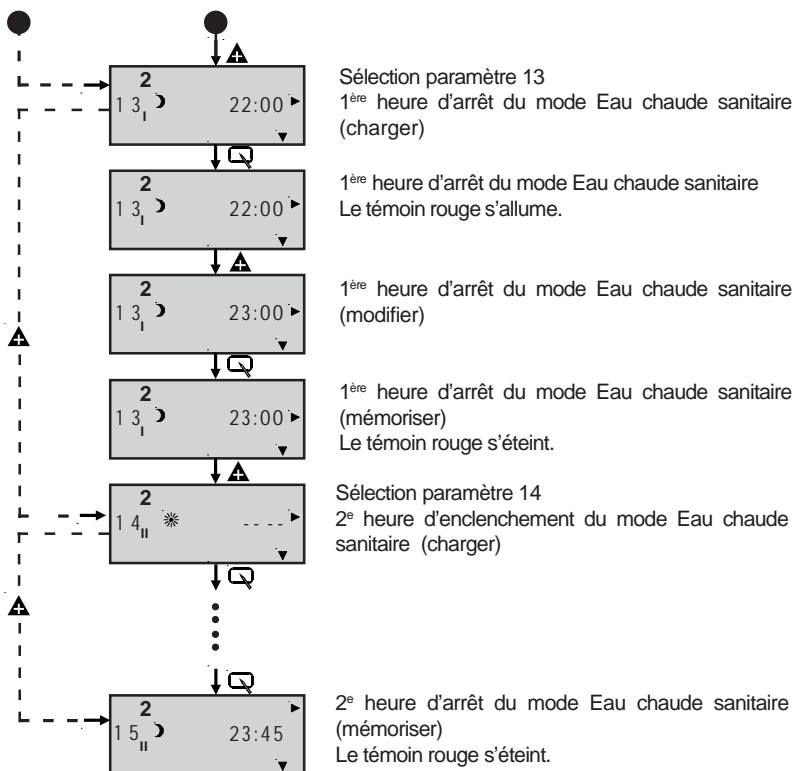 2
13 I 22:00
Sélection paramètre 13
1ère heure d'arrêt du mode Eau chaude sanitaire
(charger)
2
13 I 22:00
1ère heure d'arrêt du mode Eau chaude sanitaire
Le témoin rouge s'allume.
2
13 I 23:00
1ère heure d'arrêt du mode Eau chaude sanitaire
(modifier)
2
13 I 23:00
1ère heure d'arrêt du mode Eau chaude sanitaire
(mémoriser)
Le témoin rouge s'éteint.
2
14 II -- --
Sélection paramètre 14
2e heure d'enclenchement du mode Eau chaude
sanitaire (charger)
2
15 II 23:45
2e heure d'arrêt du mode Eau chaude sanitaire
(mémoriser)
Le témoin rouge s'éteint.